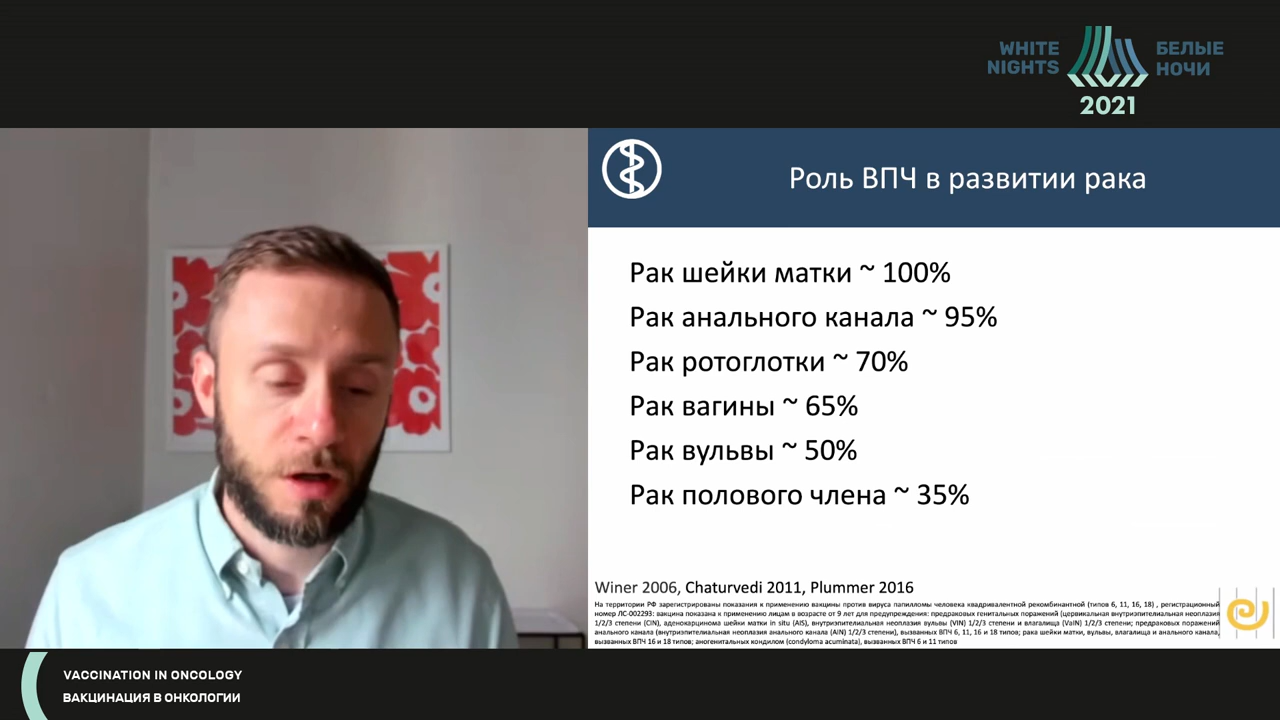 WHITE
NIGHTS
БЕЛЫЕ
НОЧИ
2021
Роль ВПЧ в развитии рака
Рак шейки матки ~ 100%
Рак анального канала ~ 95%
Рак ротоглотки ~ 70%
Рак вагины ~ 65%
Рак вульвы ~ 50%
Рак полового члена ~ 35%
Winer 2006, Chaturvedi 2011, Plummer 2016
На территории РФ зарегистрированы показания к применению вакцины против вируса папилломы человека квадривалентной рекомбинантной (типов 6, 11, 16, 18) , регистрационный
номер ЛС-002293: вакцина показана к применению лицам в возрасте от 9 лет для предупреждения: предраковых генитальных поражений (цервикальная внутриэпителиальная неоплазия
1/2/3 степени (CIN), аденокарцинома шейки матки in situ (AIS), внутриэпителиальная неоплазия вульвы (VIN) 1/2/3 степени и влагалища (VaIN) 1/2/3 степени; предраковых поражений
анального канала (внутриэпителиальная неоплазия анального канала (AIN) 1/2/3 степени), вызванных ВПЧ 6, 11, 16 и 18 типов; рака шейки матки, вульвы, влагалища и анального канала,
вызванных ВПЧ 16 и 18 типов; аногенитальных кондилом (condyloma acuminata), вызванных ВПЧ 6 и 11 типов
VACCINATION IN ONCOLOGY
ВАКЦИНАЦИЯ В ОНКОЛОГИИ